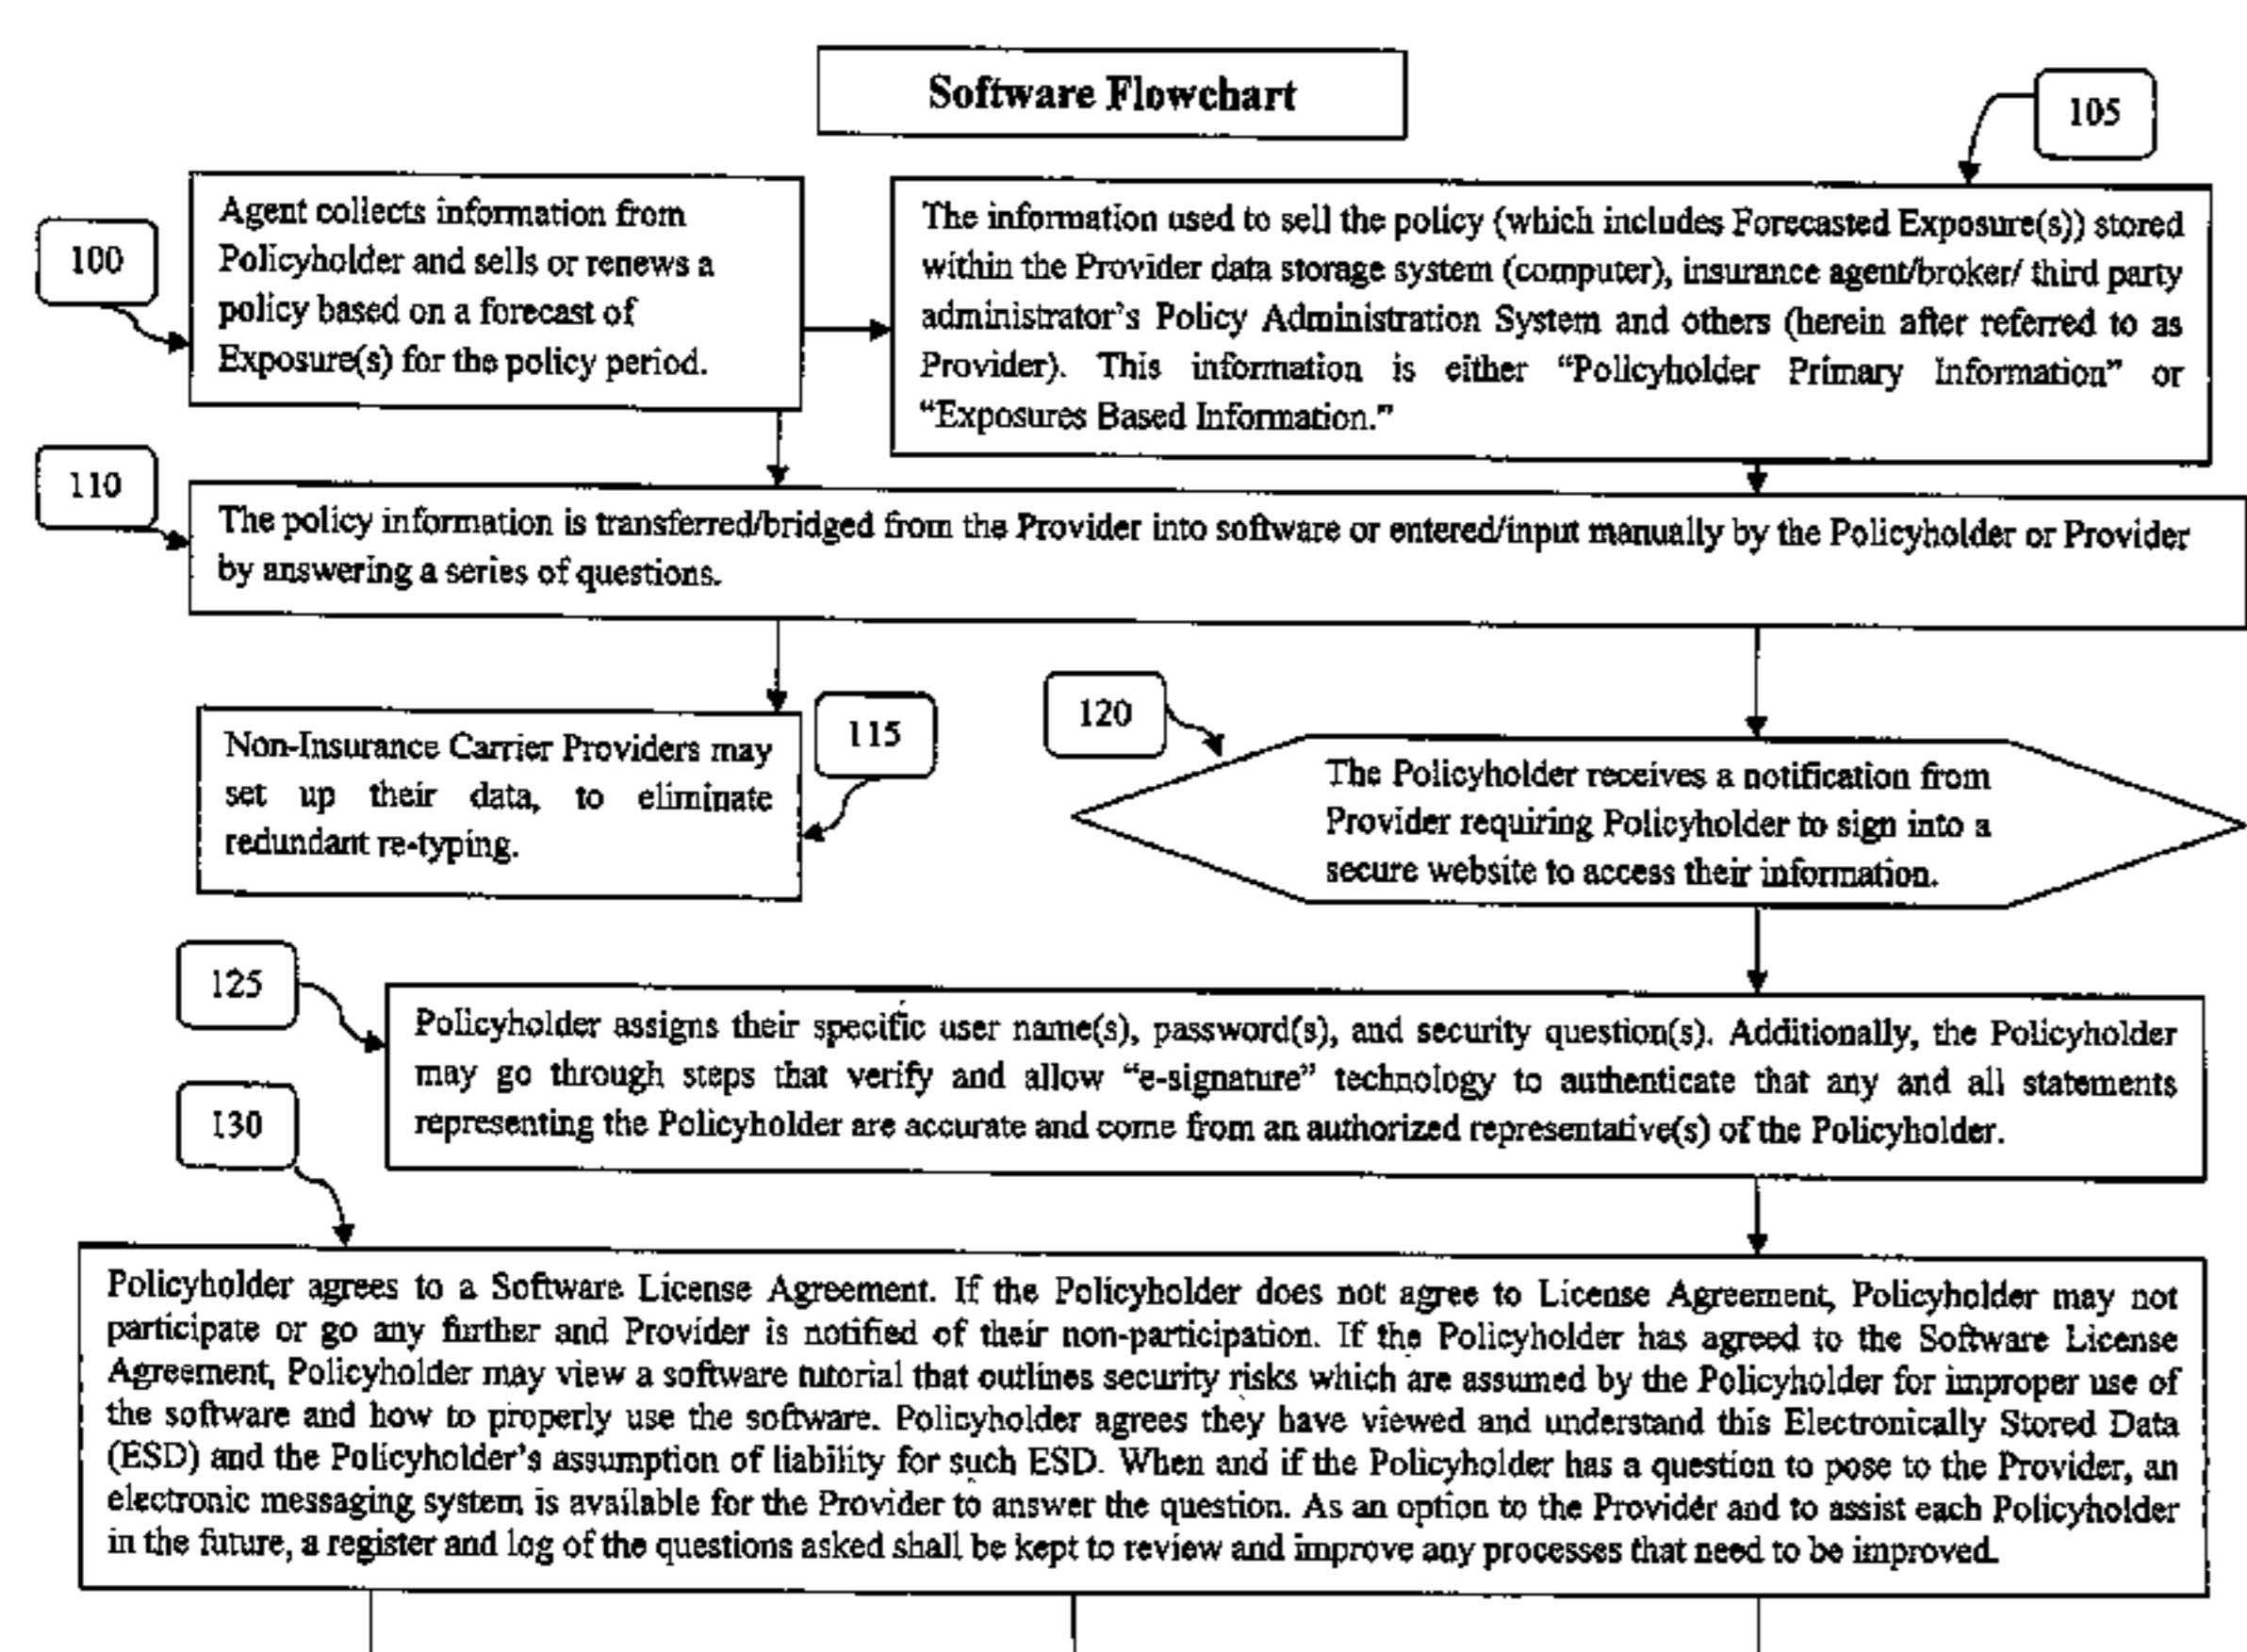 Software Flowchart
105
100
Agent collects information from
Policyholder and sells or renews a
policy based on a forecast of
Exposure(s) for the policy period.
The information used to sell the policy (which includes Forecasted Exposure(s)) stored
within the Provider data storage system (computer), insurance agent/broker/ third party
administrator’s Policy Administration System and others (herein after referred to as
Provider). This information is either “Policyholder Primary Information” or
“Exposures Based Information.”
110
The policy information is transferred/bridged from the Provider into software or entered/input manually by the Policyholder or Provider
by answering a series of questions.
115
Non-Insurance Carrier Providers may
set up their data, to eliminate
redundant re-typing.
120
The Policyholder receives a notification from
Provider requiring Policyholder to sign into a
secure website to access their information.
125
Policyholder assigns their specific user name(s), password(s), and security question(s). Additionally, the Policyholder
may go through steps that verify and allow “e-signature” technology to authenticate that any and all statements
representing the Policyholder are accurate and come from an authorized representative(s) of the Policyholder.
130
Policyholder agrees to a Software License Agreement. If the Policyholder does not agree to License Agreement, Policyholder may not
participate or go any further and Provider is notified of their non-participation. If the Policyholder has agreed to the Software License
Agreement, Policyholder may view a software tutorial that outlines security risks which are assumed by the Policyholder for improper use of
the software and how to properly use the software. Policyholder agrees they have viewed and understand this Electronically Stored Data
(ESD) and the Policyholder’s assumption of liability for such ESD. When and if the Policyholder has a question to pose to the Provider, an
electronic messaging system is available for the Provider to answer the question. As an option to the Provider and to assist each Policyholder
in the future, a register and log of the questions asked shall be kept to review and improve any processes that need to be improved.